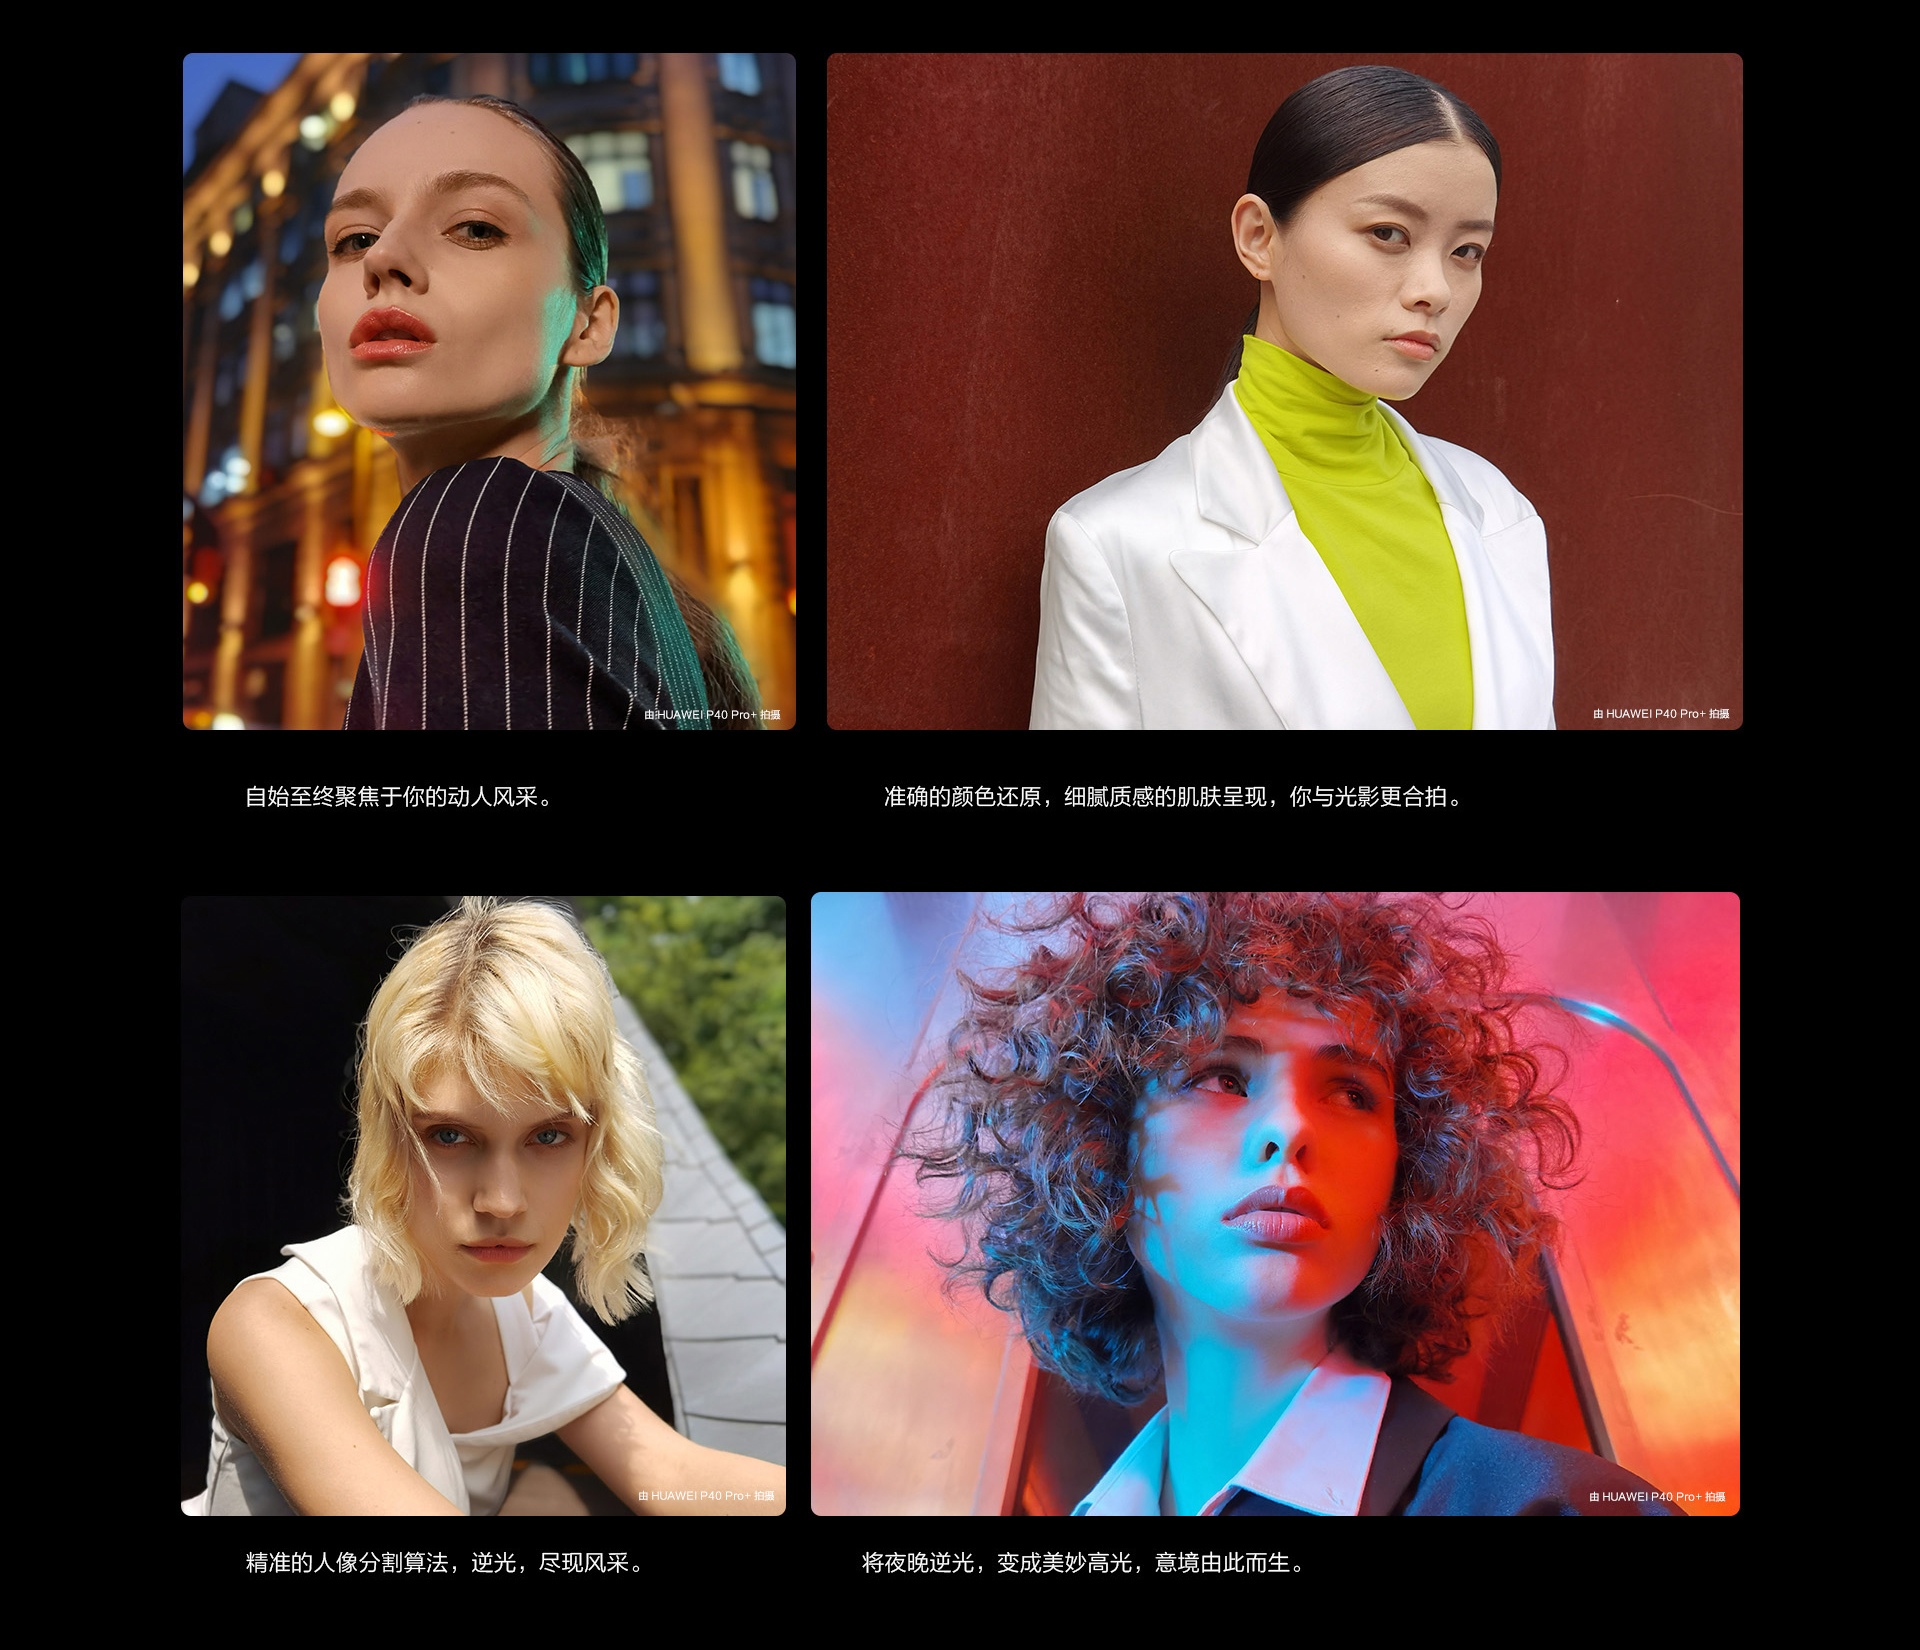 由 HUAWEI P40 Pro+ 拍摄
由 HUAWEI P40 Pro+ 拍摄
自始至终聚焦于你的动人风采。
准确的颜色还原，细腻质感的肌肤呈现，你与光影更合拍。
由 HUAWEI P40 Pro+ 拍摄
由 HUAWEI P40 Pro+ 拍摄
精准的人像分割算法，逆光，尽现风采。
将夜晚逆光，变成美妙高光，意境由此而生。